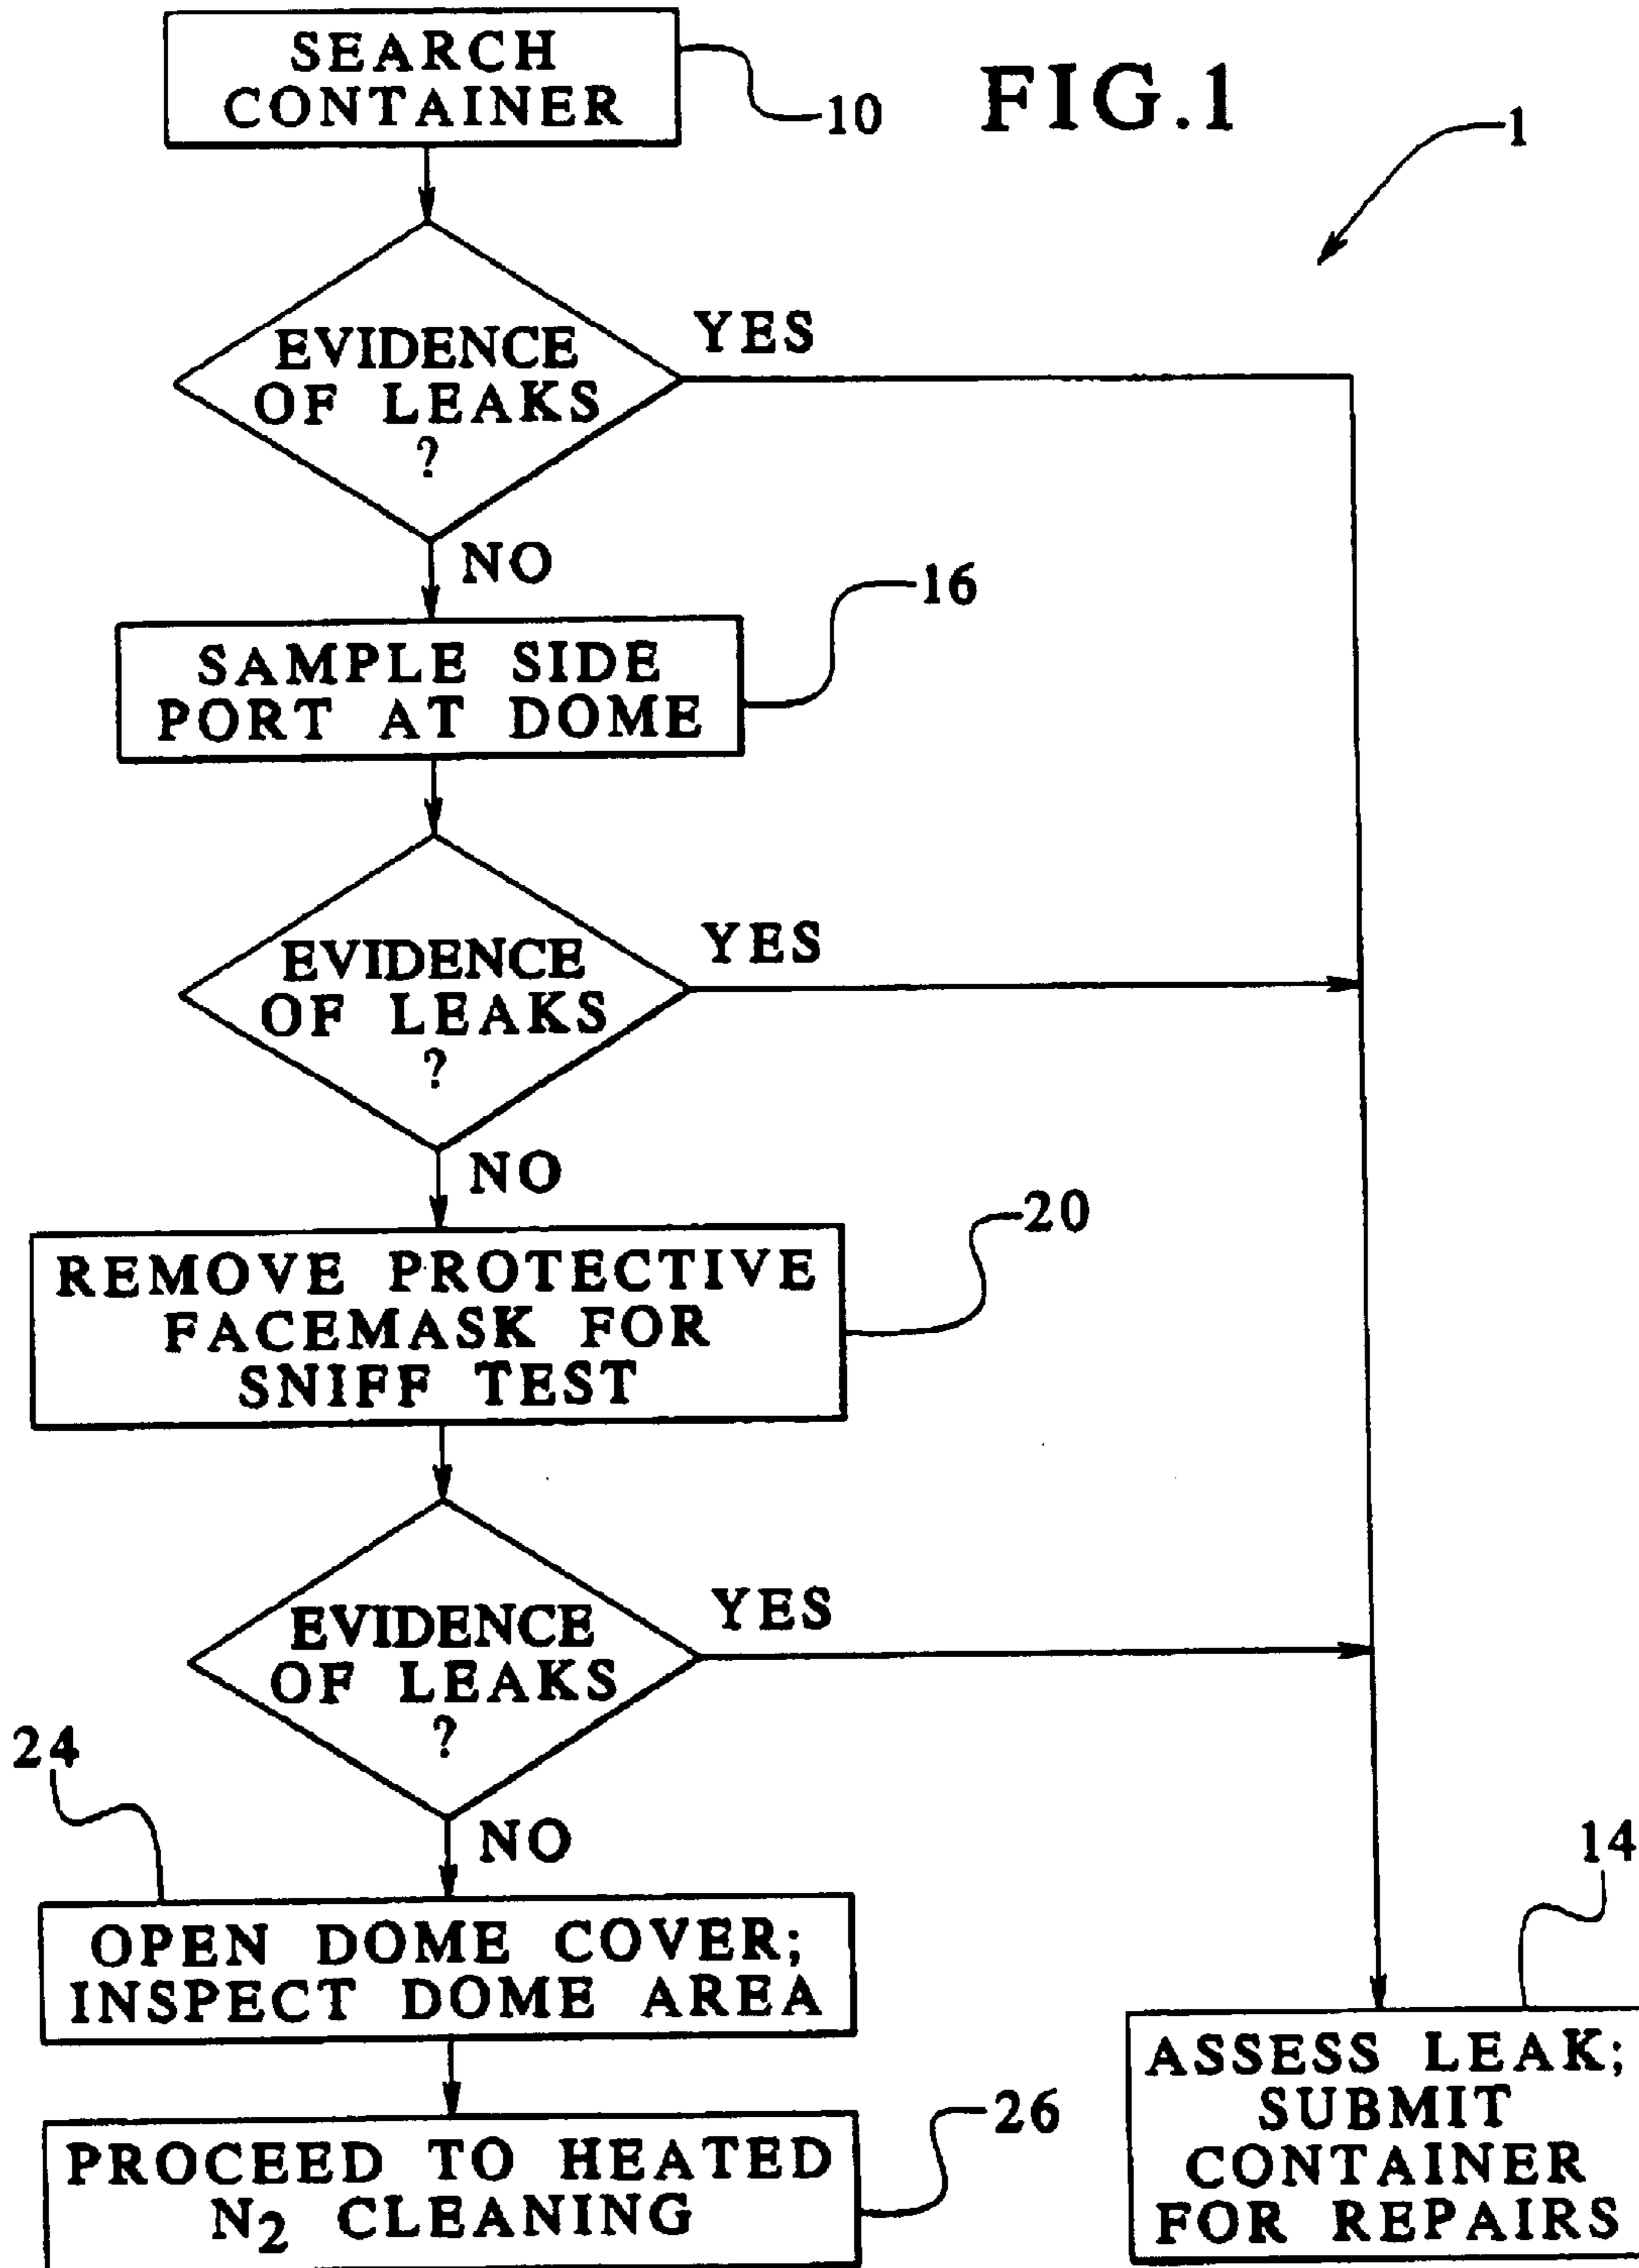 SEARCH
CONTAINER
10
FIG.1
1
EVIDENCE
OF LEAKS
?
YES
NO
16
SAMPLE SIDE
PORT AT DOME
EVIDENCE
OF LEAKS
?
YES
NO
20
REMOVE PROTECTIVE
FACEMASK FOR
SNIFF TEST
EVIDENCE
OF LEAKS
?
YES
NO
24
OPEN DOME COVER;
INSPECT DOME AREA
26
PROCEED TO HEATED
N2 CLEANING
14
ASSESS LEAK;
SUBMIT
CONTAINER
FOR REPAIRS